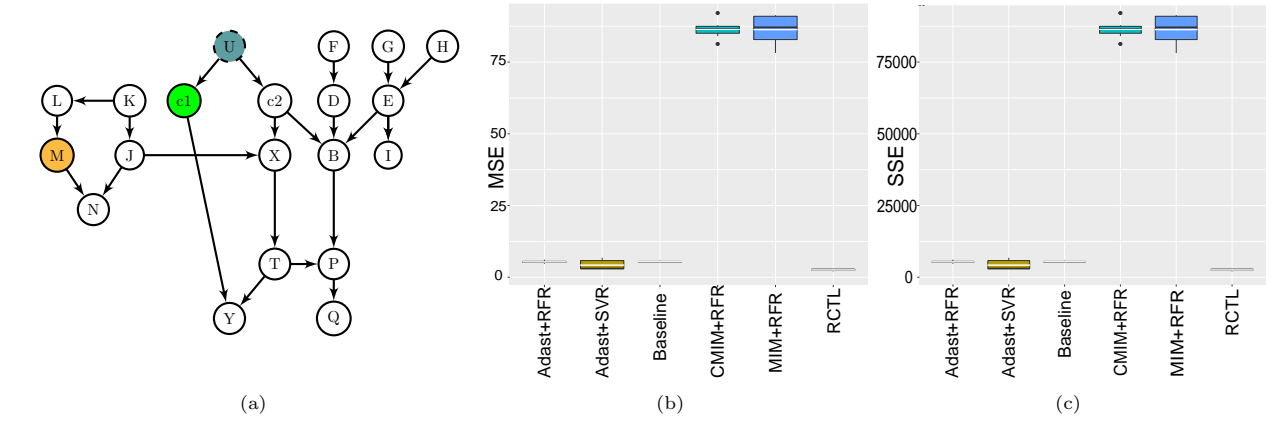 U
F
G
H
L
K
c1
c2
D
E
M
J
X
B
I
N
T
P
Y
Q
(a)
MSE
75
50
25
0
Adast+RFR
Adast+SVR
Baseline
CMIM+RFR
MIM+RFR
RCTL
(b)
SSE
75000
50000
25000
0
Adast+RFR
Adast+SVR
Baseline
CMIM+RFR
MIM+RFR
RCTL
(c)